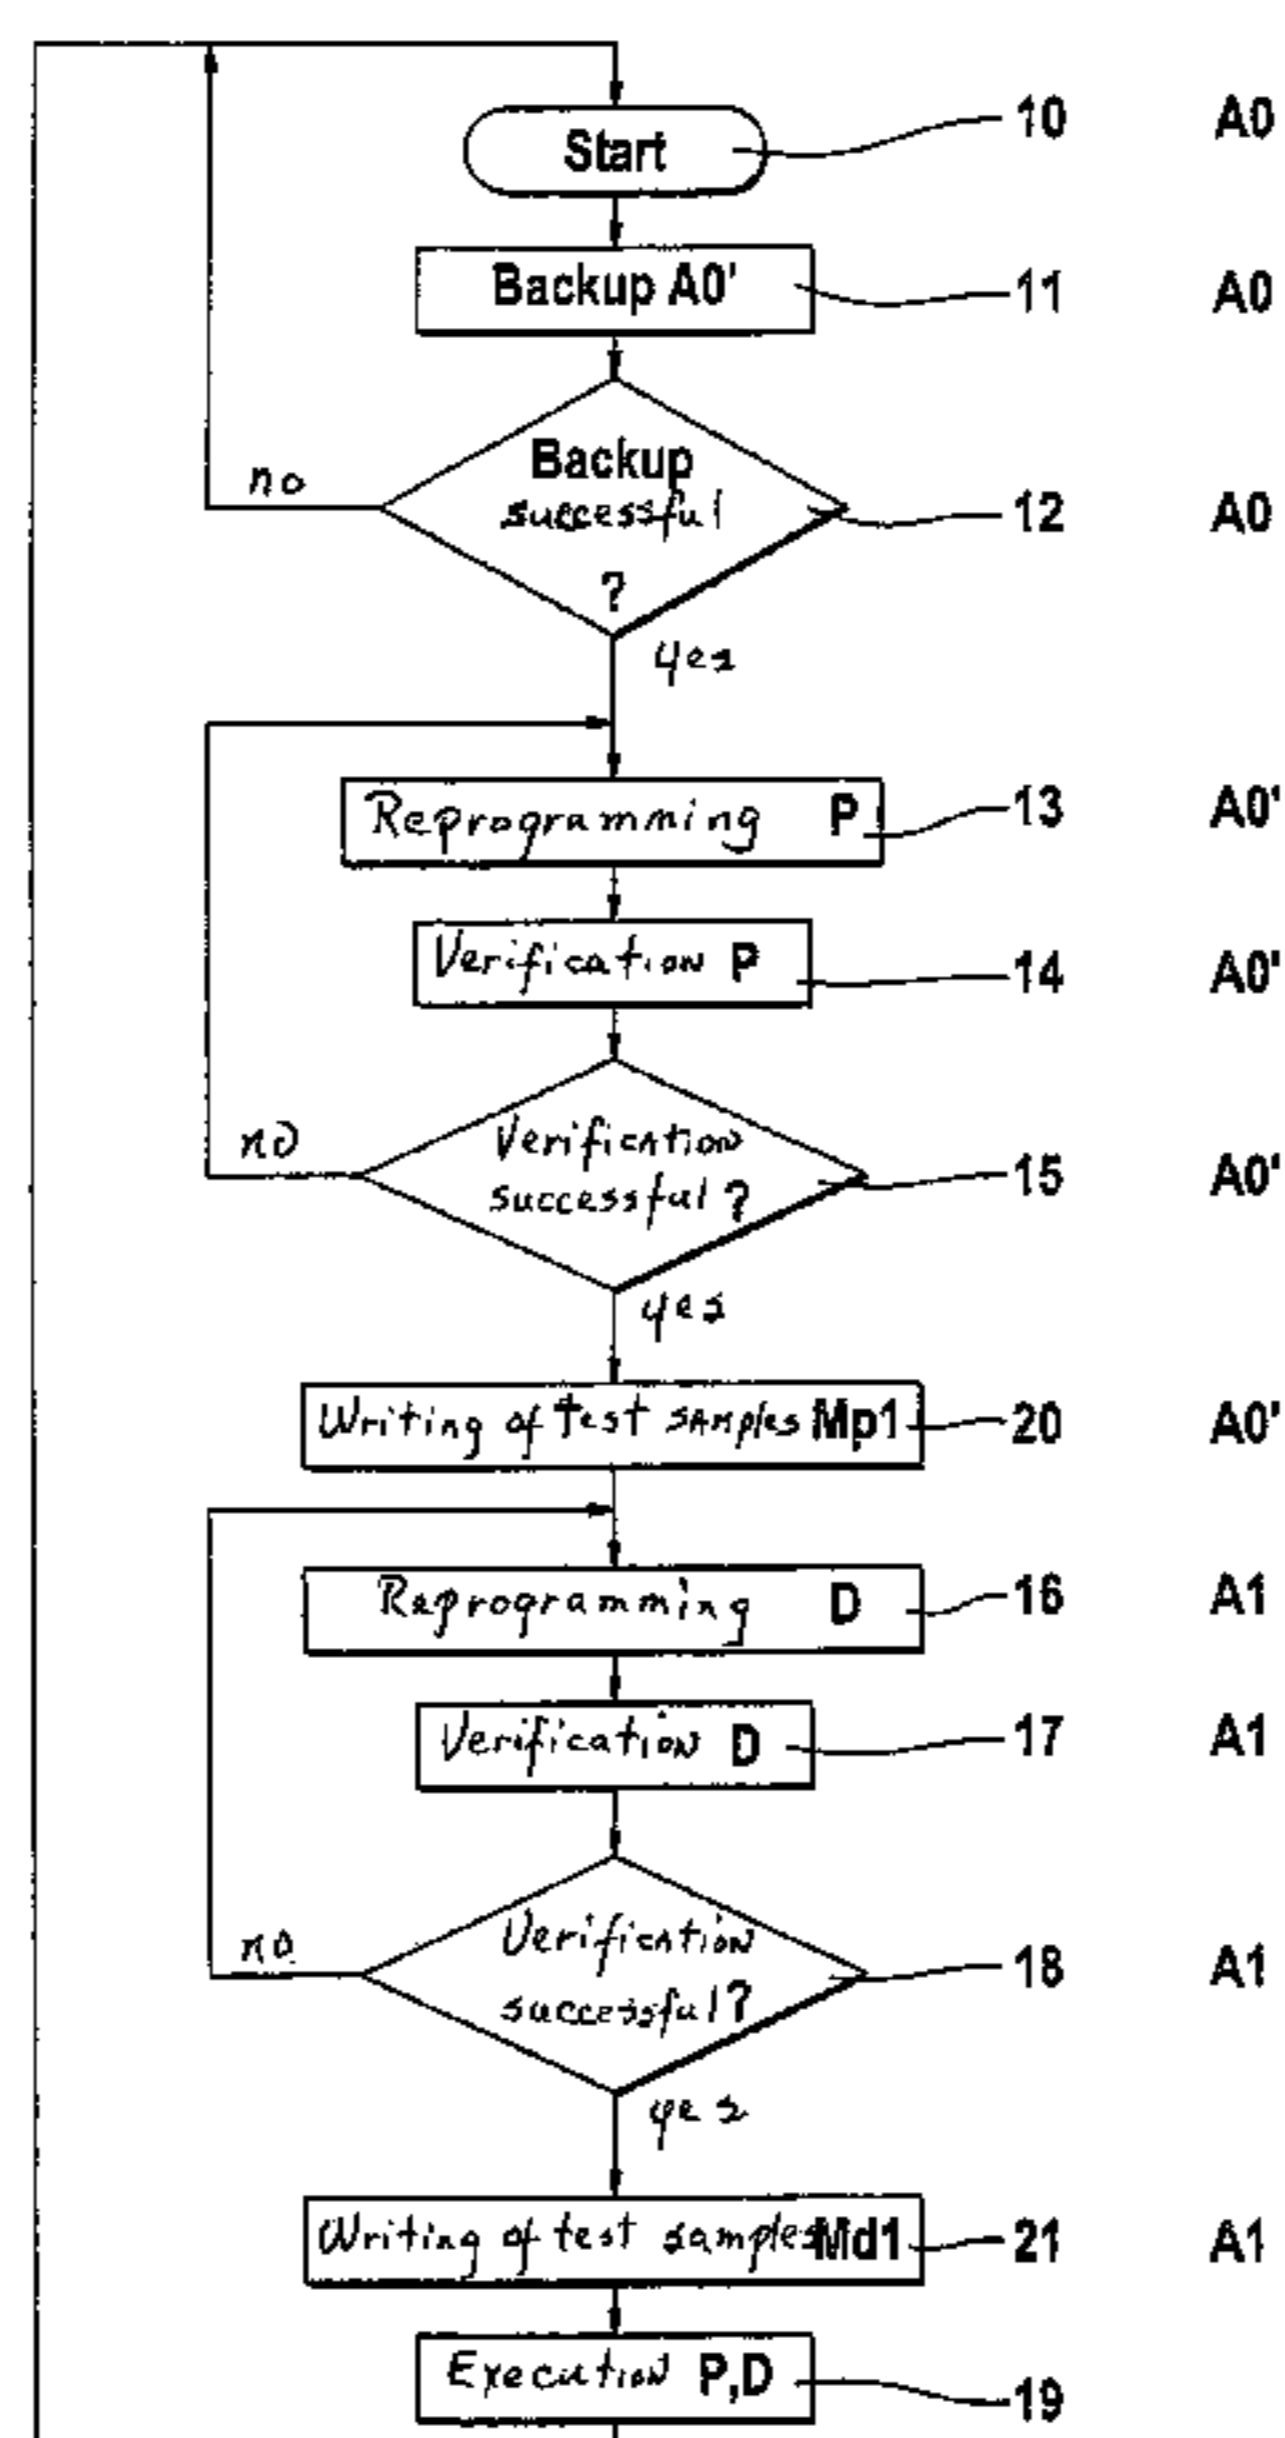 Start 10 A0
Backup A0' 11 A0
Backup
successful 12 A0
?
no
yes
Reprogramming P 13 A0'
Verification P 14 A0'
Verification
successful? 15 A0'
no
yes
Writing of test samples Mp1 20 A0'
Reprogramming D 16 A1
Verification D 17 A1
Verification
successful? 18 A1
no
yes
Writing of test samples Md1 21 A1
Execution P,D 19